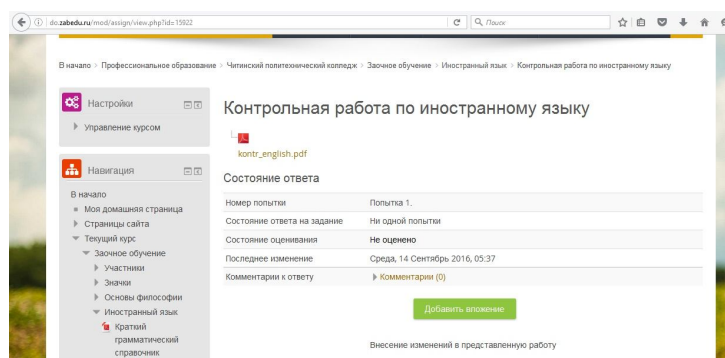 do.zabedu.ru/mod/assign/view.php?id=15922
Поиск
В начало > Профессиональное образование > Читинский политехнический колледж > Заочное обучение > Иностранный язык > Контрольная работа по иностранному языку
Настройки
Управление курсом
Навигация
В начало
Моя домашняя страница
Страницы сайта
Текущий курс
Заочное обучение
Участники
Значки
Основы философии
Иностранный язык
Краткий
грамматический
справочник
Контрольная работа по иностранному языку
kontr_english.pdf
Состояние ответа
Номер попытки Попытка 1.
Состояние ответа на задание Ни одной попытки
Состояние оценивания Не оценено
Последнее изменение Среда, 14 Сентябрь 2016, 05:37
Комментарии к ответу Комментарии (0)
Добавить вложение
Внесение изменений в представленную работу